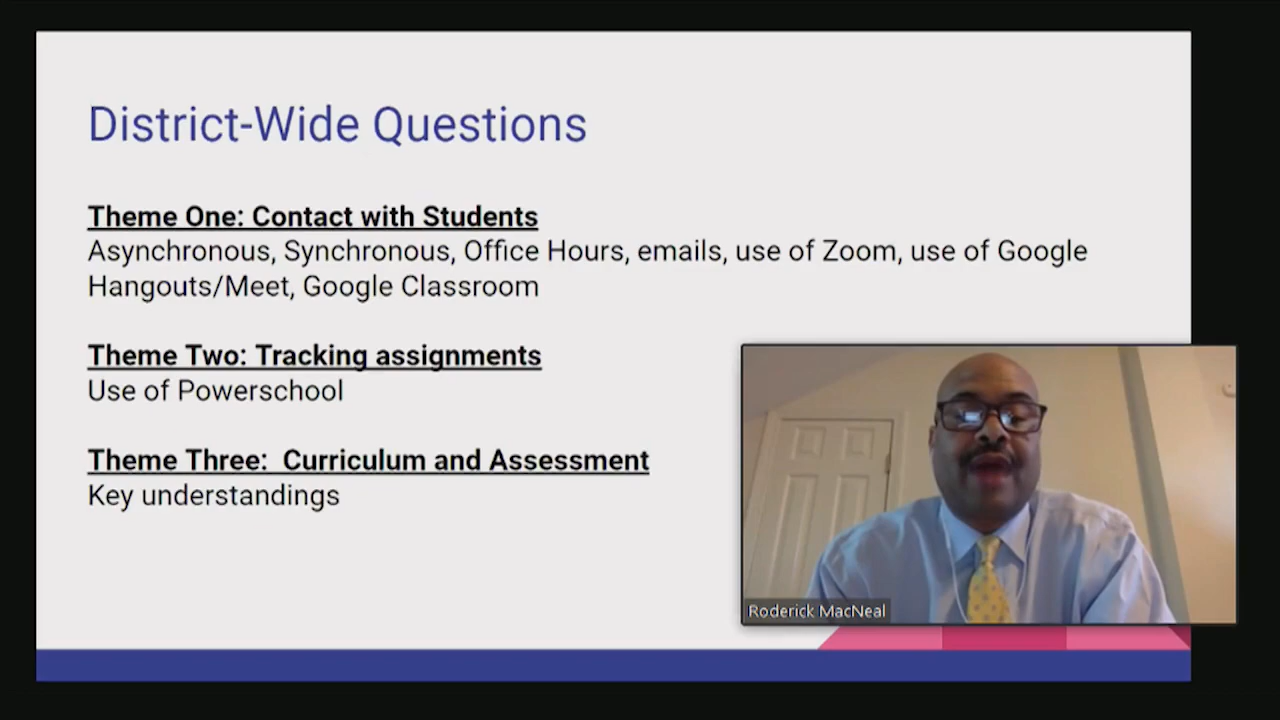 District-Wide Questions
Theme One: Contact with Students
Asynchronous, Synchronous, Office Hours, emails, use of Zoom, use of Google
Hangouts/Meet, Google Classroom
Theme Two: Tracking assignments
Use of Powerschool
Theme Three:  Curriculum and Assessment
Key understandings
Roderick MacNeal